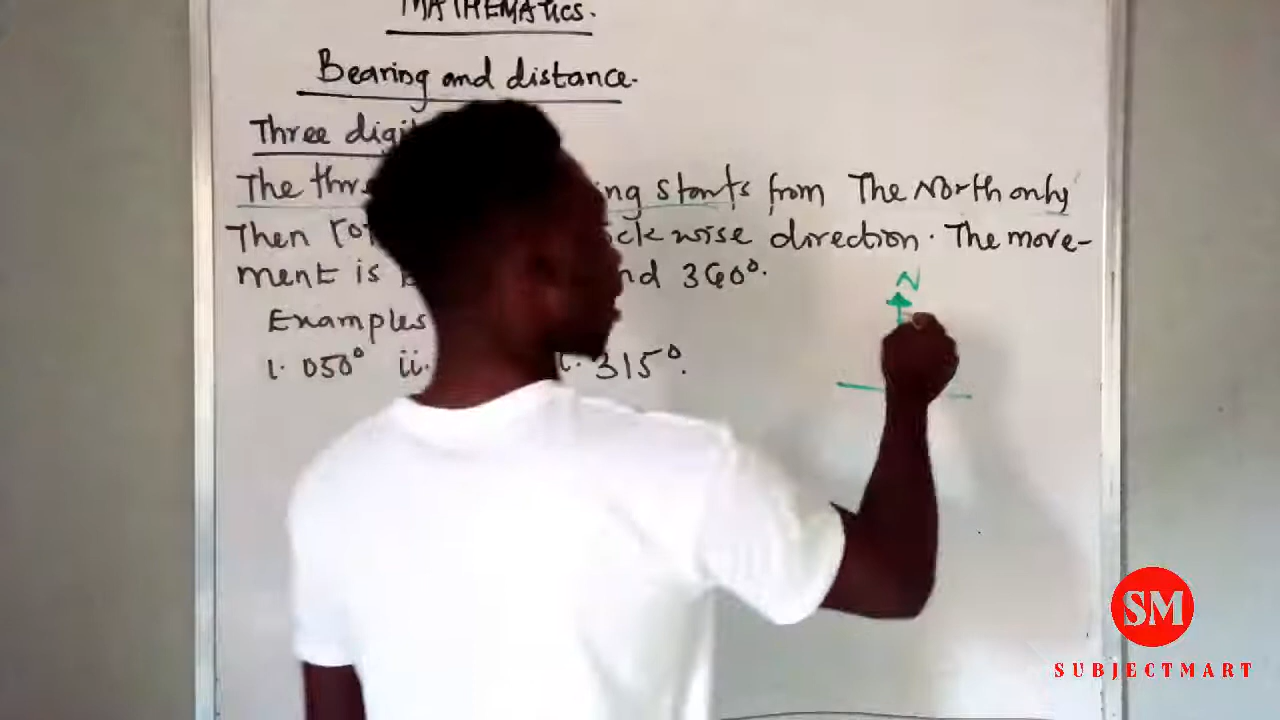 MATHEMATICS.
Bearing and distance.
Three digi
The thr ing starts from The North only
Then rot ck wise direction. The move-
ment is b nd 360°.
Examples
i. 050° ii. i. 315°.
N
SM
SUBJECTMART